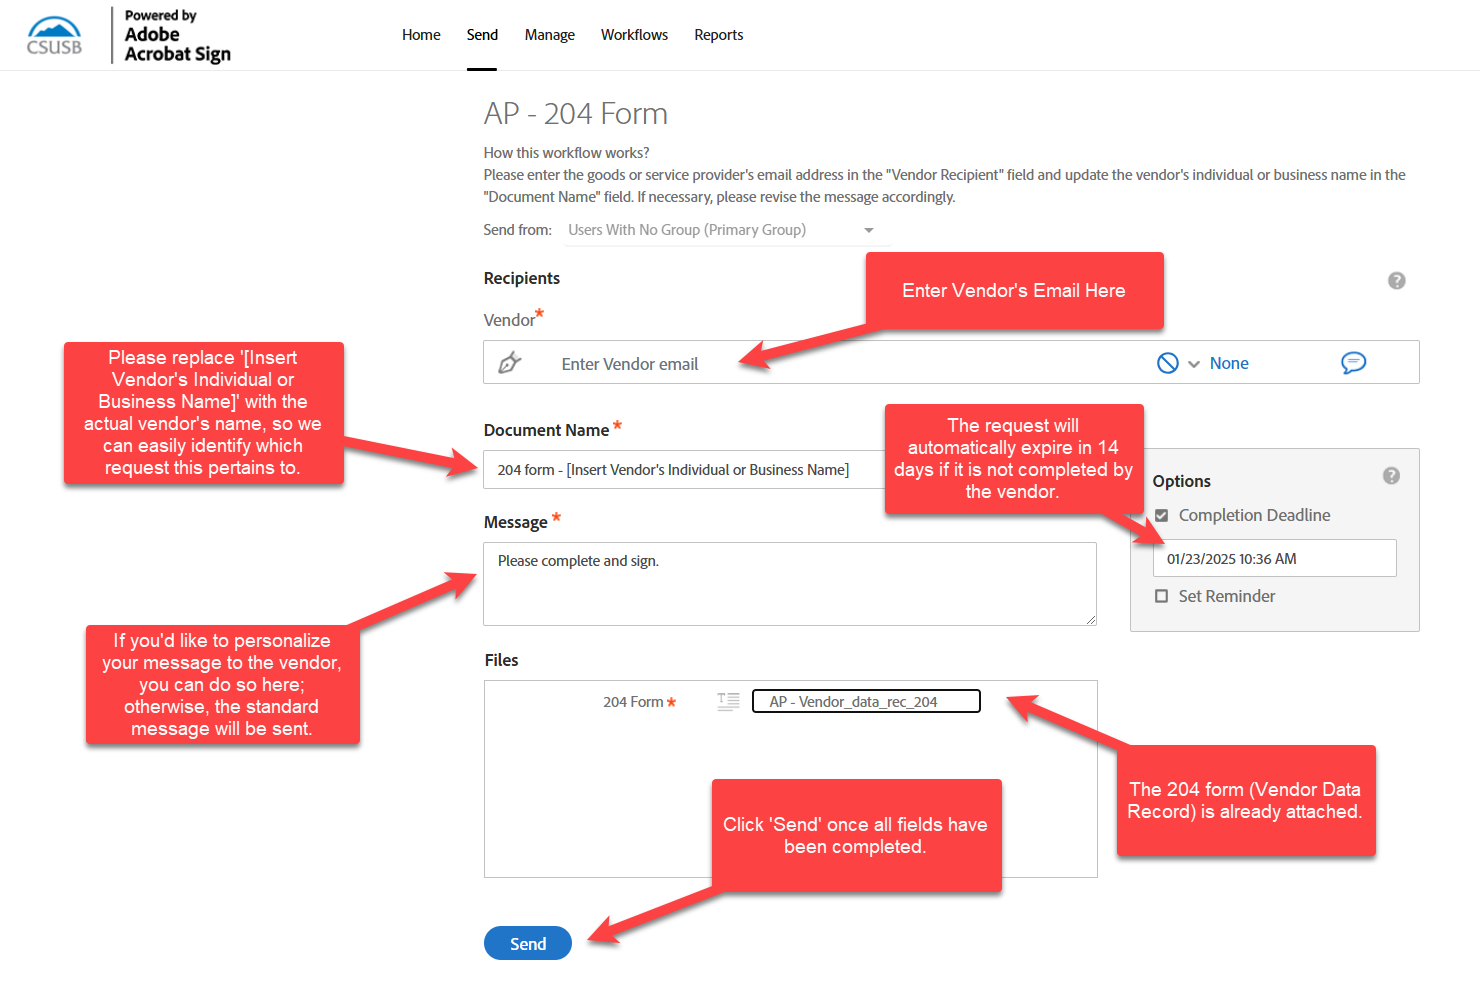 CSUSB
Powered by
Adobe
Acrobat Sign
Home
Send
Manage
Workflows
Reports
AP - 204 Form
How this workflow works?
Please enter the goods or service provider's email address in the "Vendor Recipient" field and update the vendor's individual or business name in the
"Document Name" field. If necessary, please revise the message accordingly.
Send from: Users With No Group (Primary Group)
Recipients
Enter Vendor's Email Here
Vendor*
Enter Vendor email
None
Please replace '[Insert
Vendor's Individual or
Business Name]' with the
actual vendor's name, so we
can easily identify which
request this pertains to.
Document Name *
204 form - [Insert Vendor's Individual or Business Name]
The request will
automatically expire in 14
days if it is not completed by
the vendor.
Options
Completion Deadline
01/23/2025 10:36 AM
Set Reminder
Message *
Please complete and sign.
If you'd like to personalize
your message to the vendor,
you can do so here;
otherwise, the standard
message will be sent.
Files
204 Form *
AP - Vendor_data_rec_204
The 204 form (Vendor Data
Record) is already attached.
Click 'Send' once all fields have
been completed.
Send